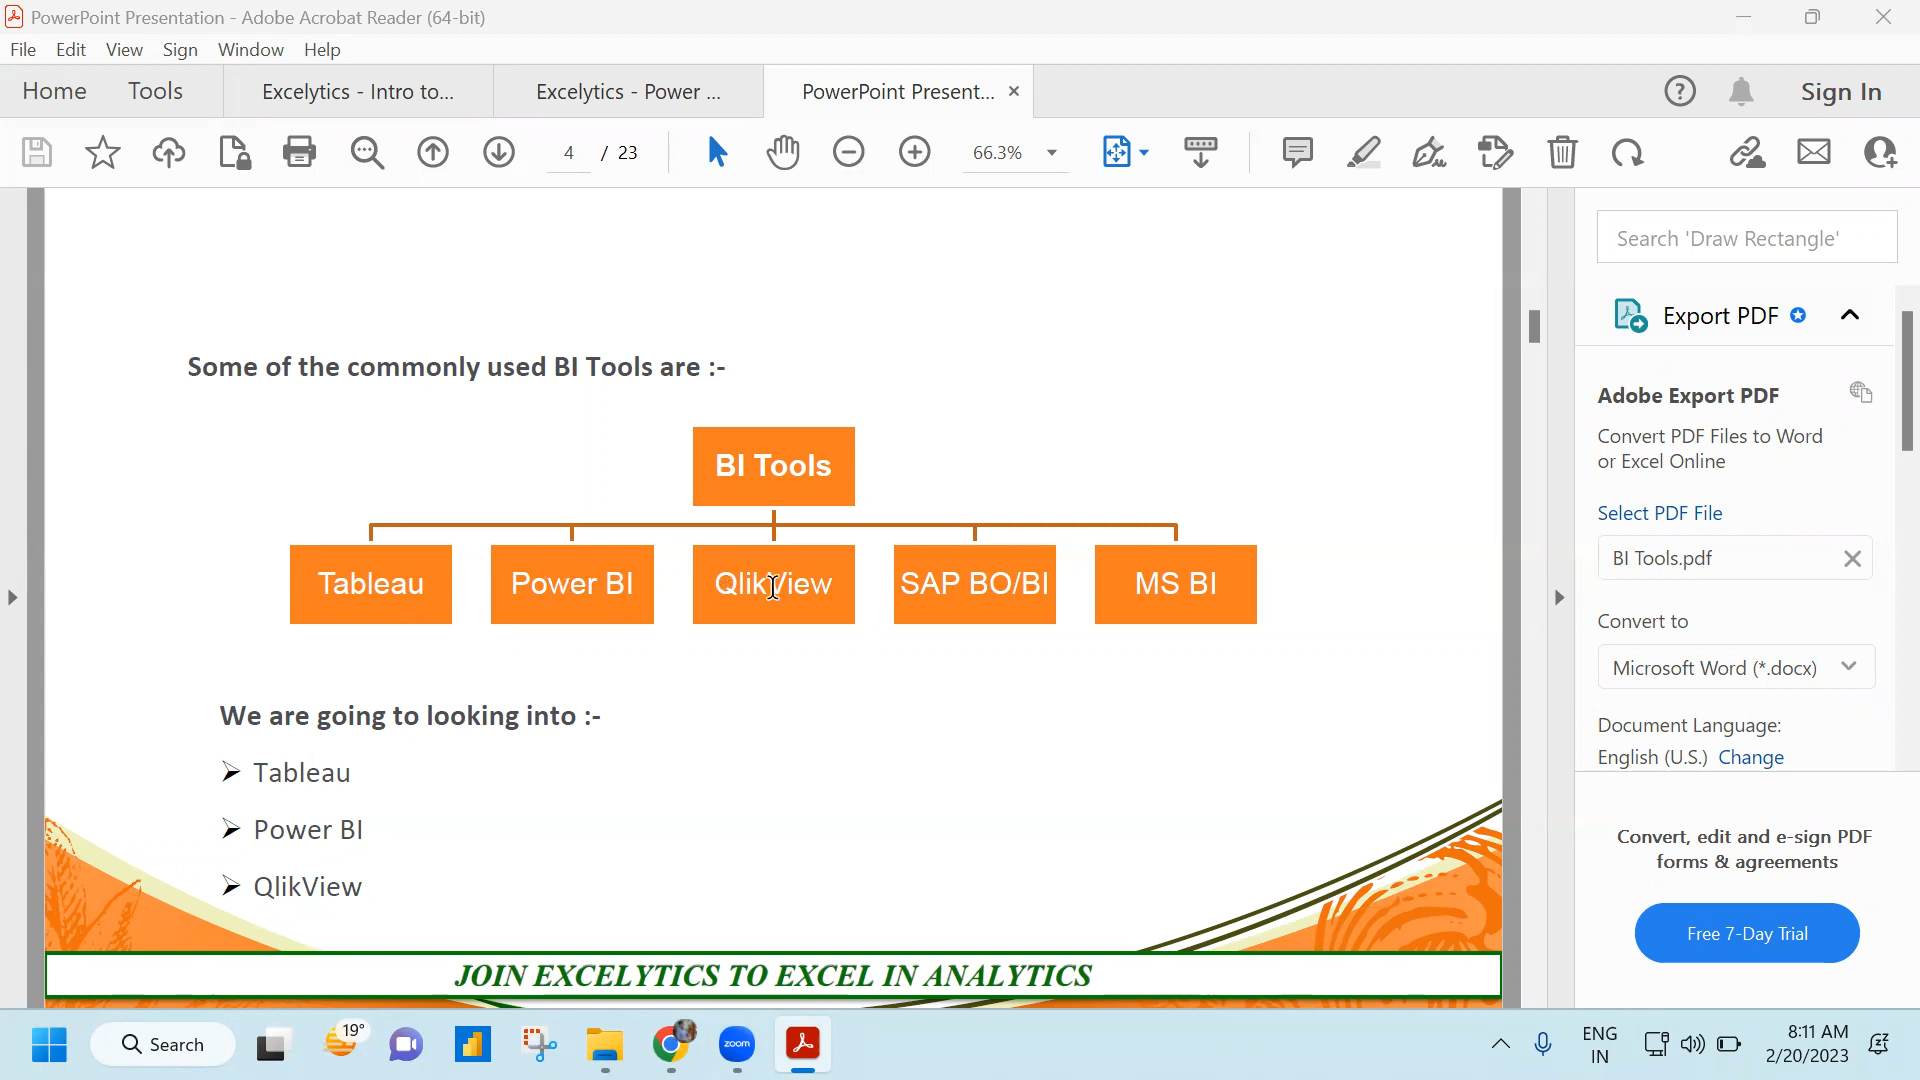 PowerPoint Presentation - Adobe Acrobat Reader (64-bit)
File Edit View Sign Window Help
Home Tools Excelytics - Intro to... Excelytics - Power ... PowerPoint Present... Sign In
4 / 23 66.3%
Search 'Draw Rectangle'
Export PDF
Adobe Export PDF
Convert PDF Files to Word
or Excel Online
Select PDF File
BI Tools.pdf
Convert to
Microsoft Word (*.docx)
Document Language:
English (U.S.) Change
Convert, edit and e-sign PDF
forms & agreements
Free 7-Day Trial
Some of the commonly used BI Tools are :-
BI Tools
Tableau Power BI QlikView SAP BO/BI MS BI
We are going to looking into :-
Tableau
Power BI
QlikView
JOIN EXCELYTICS TO EXCEL IN ANALYTICS
Search 19° zoom ENG 8:11 AM
IN 2/20/2023